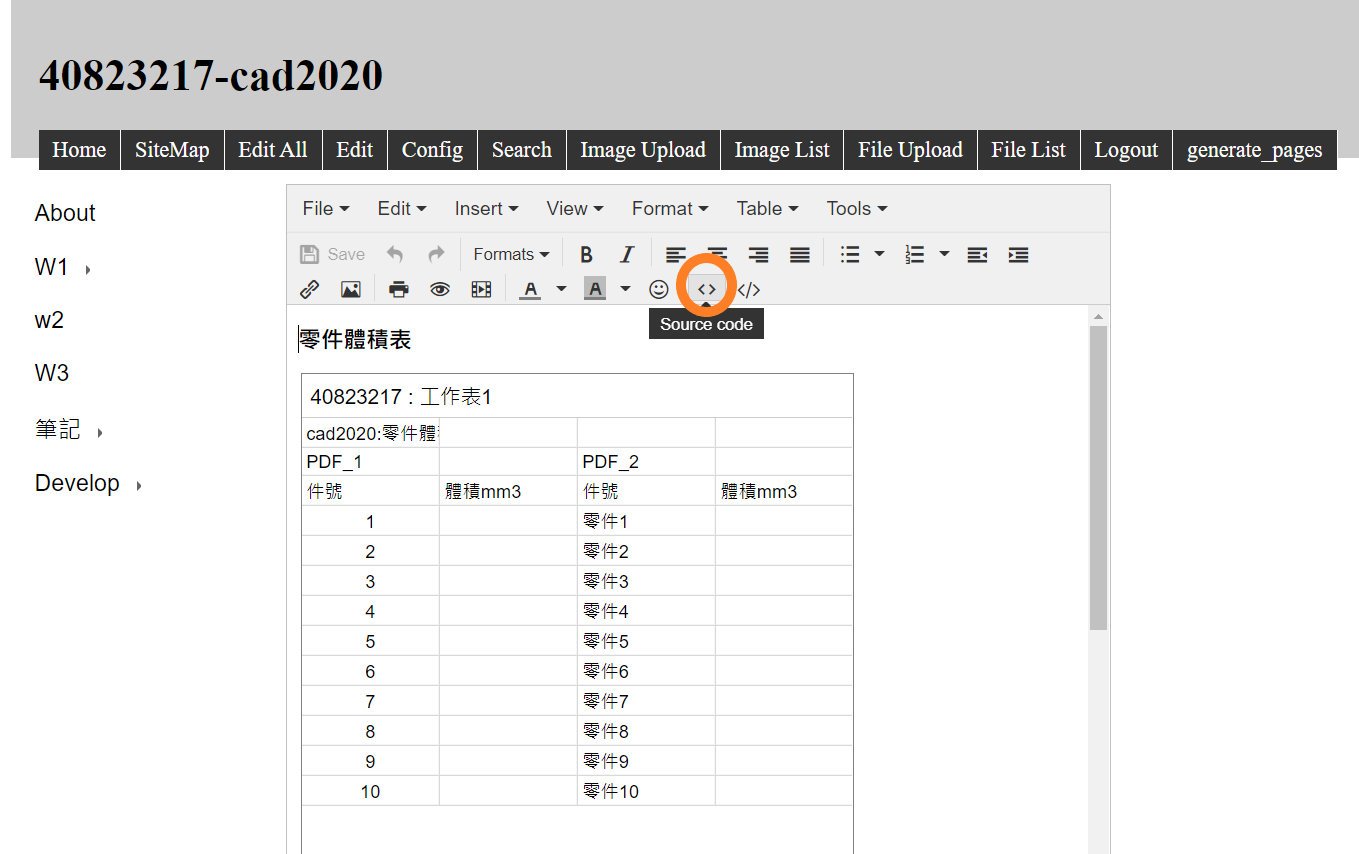 40823217-cad2020
Home SiteMap Edit All Edit Config Search Image Upload Image List File Upload File List Logout generate_pages
About
W1
w2
W3
筆記
Develop
File Edit Insert View Format Table Tools
Save Formats B I
A A
Source code
零件體積表
40823217 : 工作表1
cad2020:零件體
PDF_1 PDF_2
件號 體積mm3 件號 體積mm3
1 零件1
2 零件2
3 零件3
4 零件4
5 零件5
6 零件6
7 零件7
8 零件8
9 零件9
10 零件10